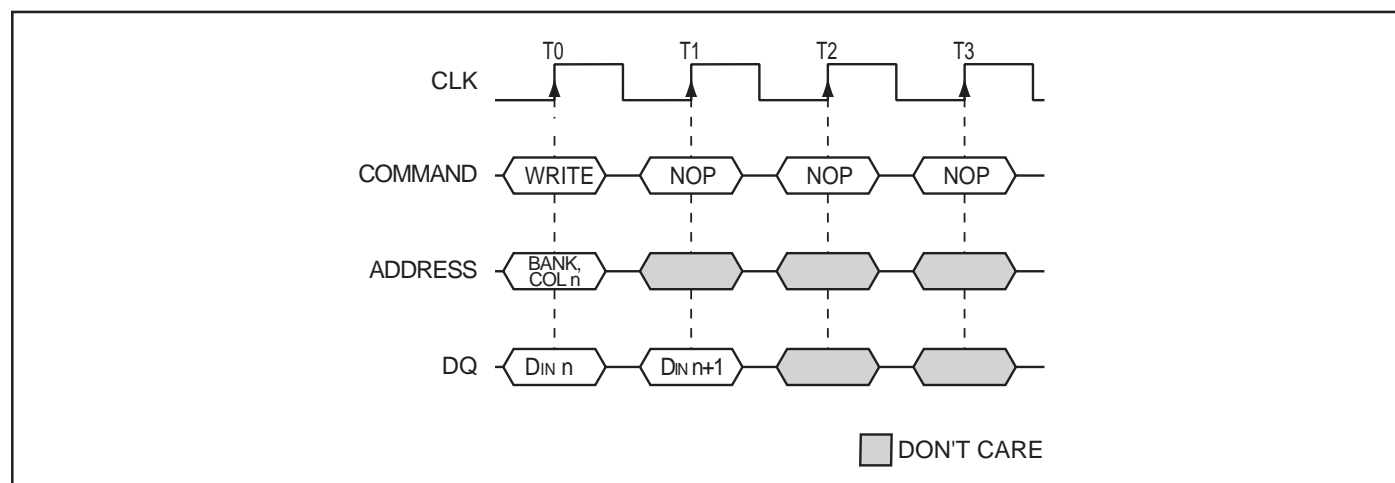 T0 T1 T2 T3
CLK
COMMAND WRITE NOP NOP NOP
ADDRESS BANK,
COL n
DQ DIN n DIN n+1
DON'T CARE